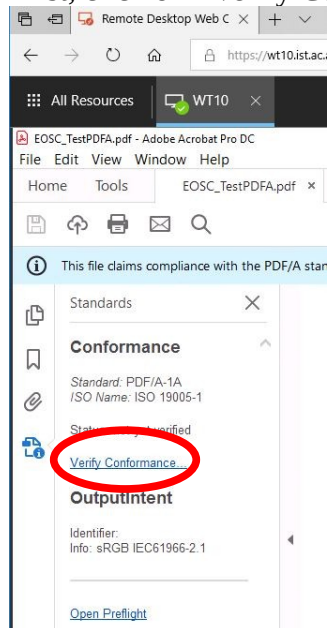 Remote Desktop Web C
https://wt10.ist.ac.a
All Resources WT10
EOSC_TestPDFA.pdf - Adobe Acrobat Pro DC
File Edit View Window Help
Home Tools EOSC_TestPDFA.pdf ×
This file claims compliance with the PDF/A stan
Standards
Conformance
Standard: PDF/A-1A
ISO Name: ISO 19005-1
verified
Verify Conformance...
OutputIntent
Identifier:
Info: sRGB IEC61966-2.1
Open Preflight